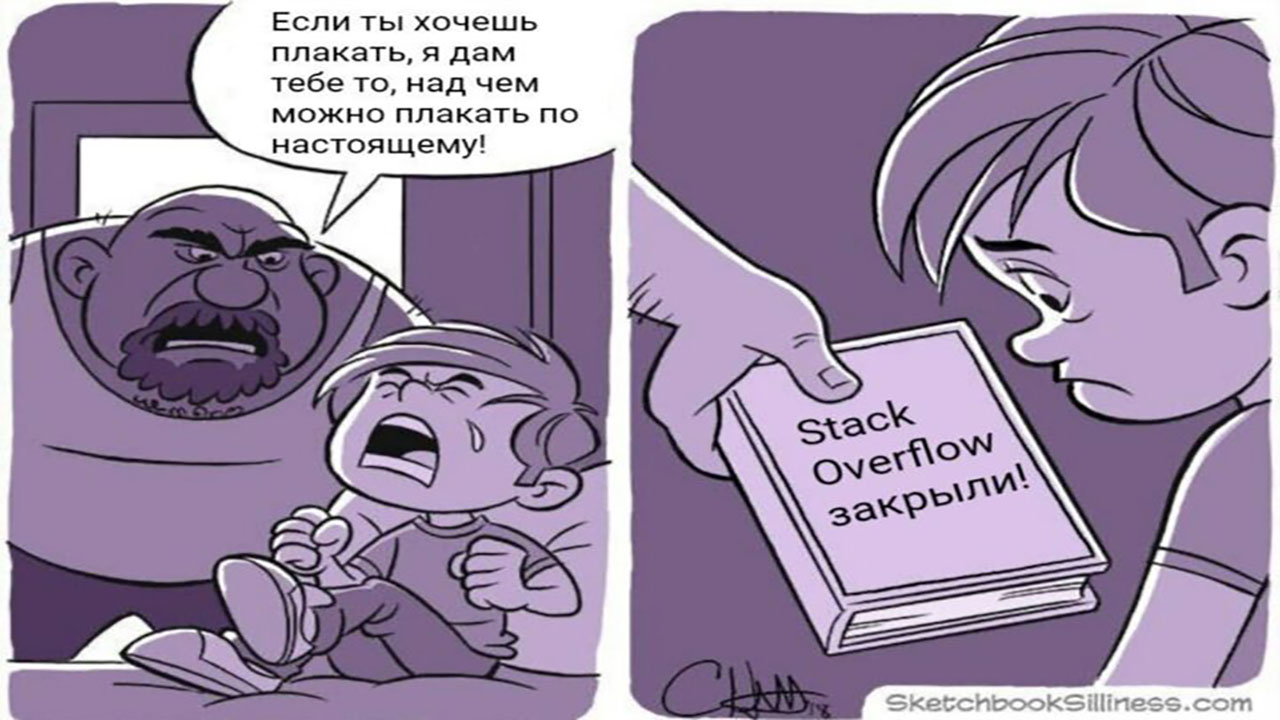 Если ты хочешь
плакать, я дам
тебе то, над чем
можно плакать по
настоящему!
Stack
Overflow
закрыли!
SketchbookSilliness.com